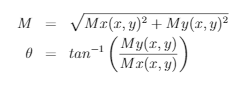 M = √(Mx(x, y)² + My(x, y)²)
θ = tan⁻¹ (My(x, y) / Mx(x, y))